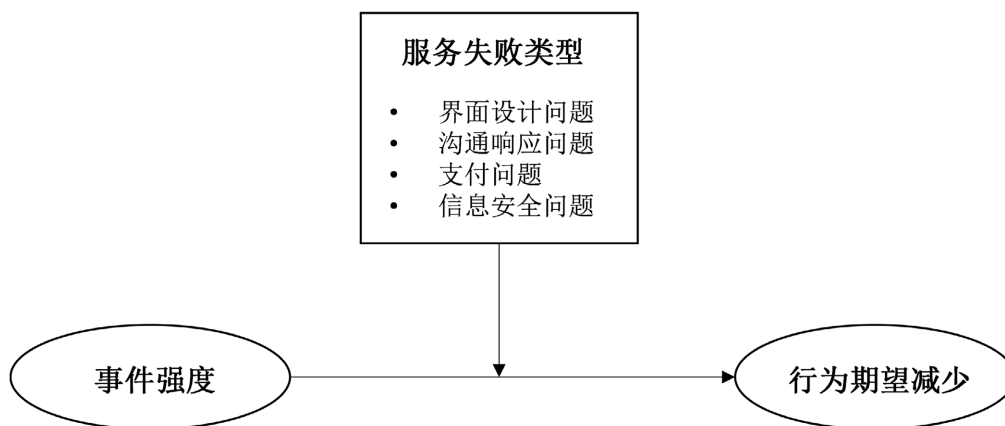 服务失败类型
• 界面设计问题
• 沟通响应问题
• 支付问题
• 信息安全问题
事件强度
行为期望减少